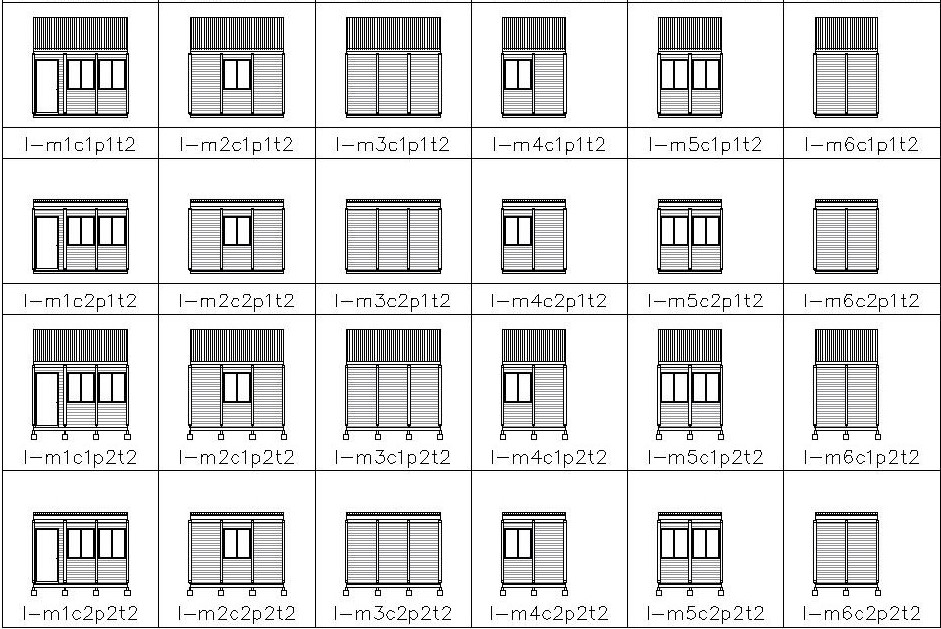 l-m1c1p1t2 l-m2c1p1t2 l-m3c1p1t2 l-m4c1p1t2 l-m5c1p1t2 l-m6c1p1t2
l-m1c2p1t2 l-m2c2p1t2 l-m3c2p1t2 l-m4c2p1t2 l-m5c2p1t2 l-m6c2p1t2
l-m1c1p2t2 l-m2c1p2t2 l-m3c1p2t2 l-m4c1p2t2 l-m5c1p2t2 l-m6c1p2t2
l-m1c2p2t2 l-m2c2p2t2 l-m3c2p2t2 l-m4c2p2t2 l-m5c2p2t2 l-m6c2p2t2